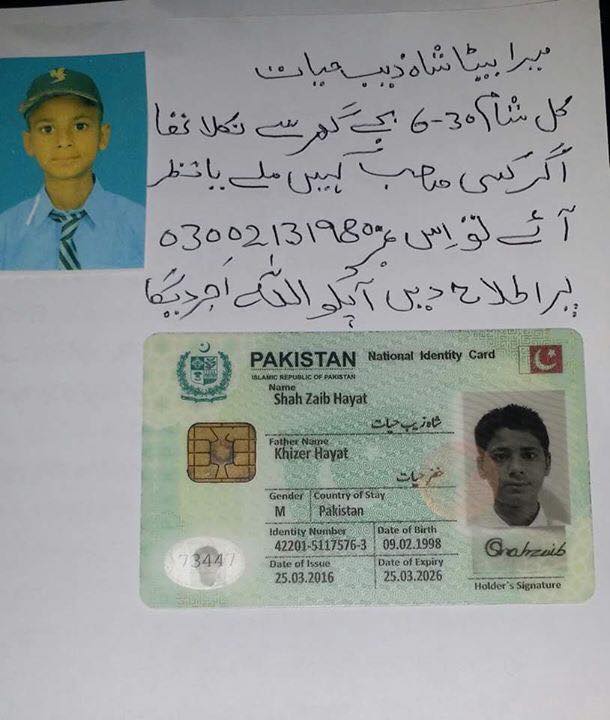 میرا بیٹا شاہ ذیب حیات
کل شام 6-30 بجے گھر سے نکلا تھا
اگر کسی صاحب کہیں ملے یا نظر
آئے تو اِس نمبر 03002131980
پر اطلاع دیں آپکو اللہ اجر دیگا
PAKISTAN National Identity Card
ISLAMIC REPUBLIC OF PAKISTAN
Name
Shah Zaib Hayat
شاہ زیب حیات
Father Name
Khizer Hayat
خضر حیات
Gender Country of Stay
M Pakistan
Identity Number Date of Birth
42201-5117576-3 09.02.1998
Date of Issue Date of Expiry
25.03.2016 25.03.2026
73447
Shahzaib
Holder's Signature